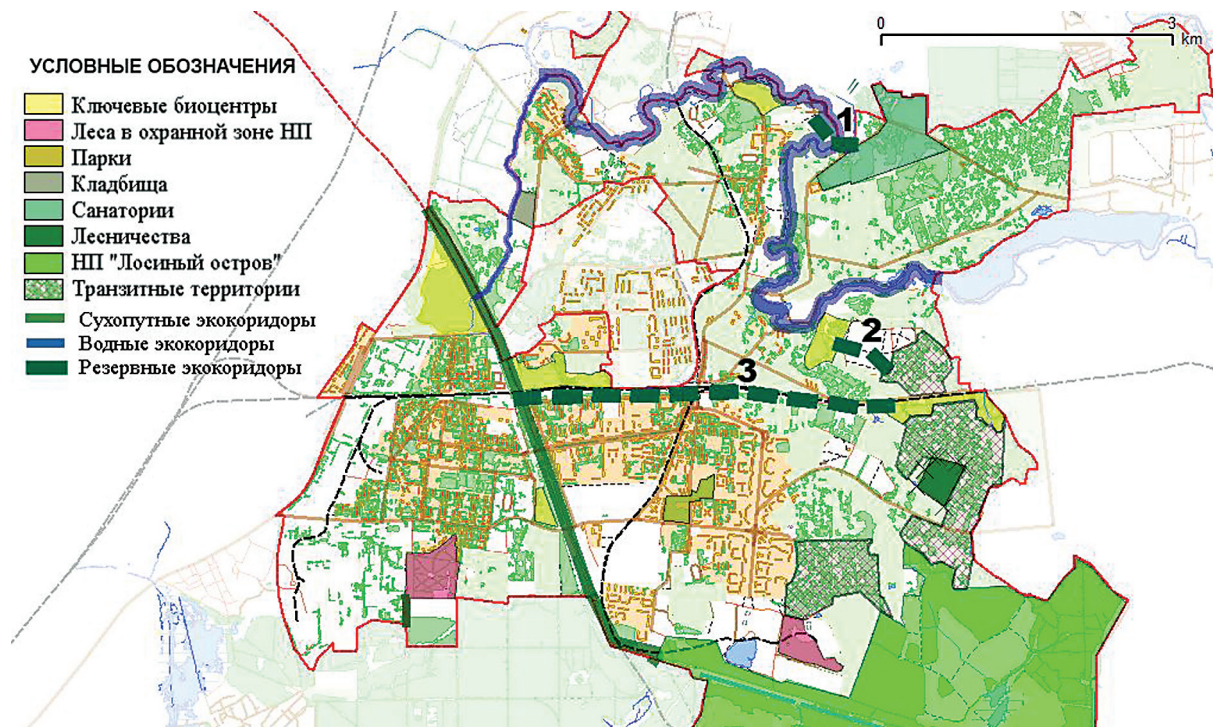 0 3
km
УСЛОВНЫЕ ОБОЗНАЧЕНИЯ
Ключевые биоцентры
Леса в охранной зоне НП
Парки
Кладбища
Санатории
Лесничества
НП "Лосиный остров"
Транзитные территории
Сухопутные экокоридоры
Водные экокоридоры
Резервные экокоридоры
1
2
3